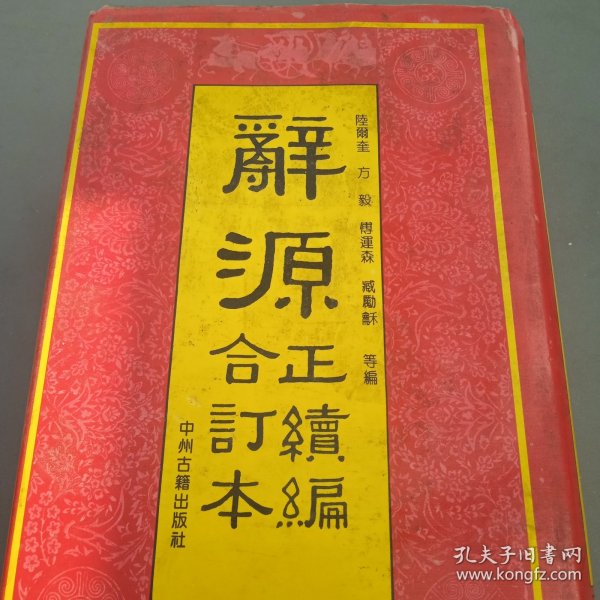 陸爾奎 方毅 傅運森 臧勵龢 等編
辭源
正續編
合訂本
中州古籍出版社
孔夫子旧书网
www.kongfz.com